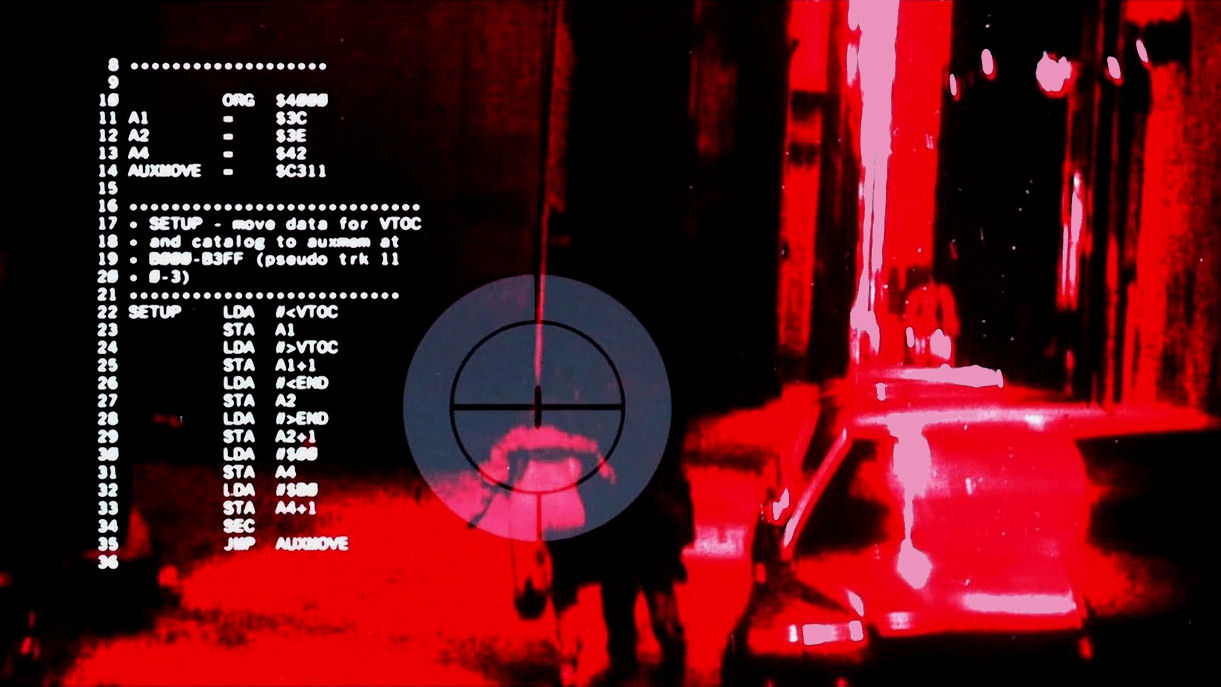 8 •••••••••••••••••••
9
10 ORG $4000
11 A1 = $3C
12 A2 = $3E
13 A4 = $42
14 AUXMOVE = $C311
15
16 ••••••••••••••••••••••••••••
17 • SETUP - move data for VTOC
18 • and catalog to auxmem at
19 • B000-B3FF (pseudo trk 11
20 • 0-3)
21 ••••••••••••••••••••••••••
22 SETUP LDA #<VTOC
23 STA A1
24 LDA #>VTOC
25 STA A1+1
26 LDA #<END
27 STA A2
28 LDA #>END
29 STA A2+1
30 LDA #$00
31 STA A4
32 LDA #$B0
33 STA A4+1
34 SEC
35 JMP AUXMOVE
36